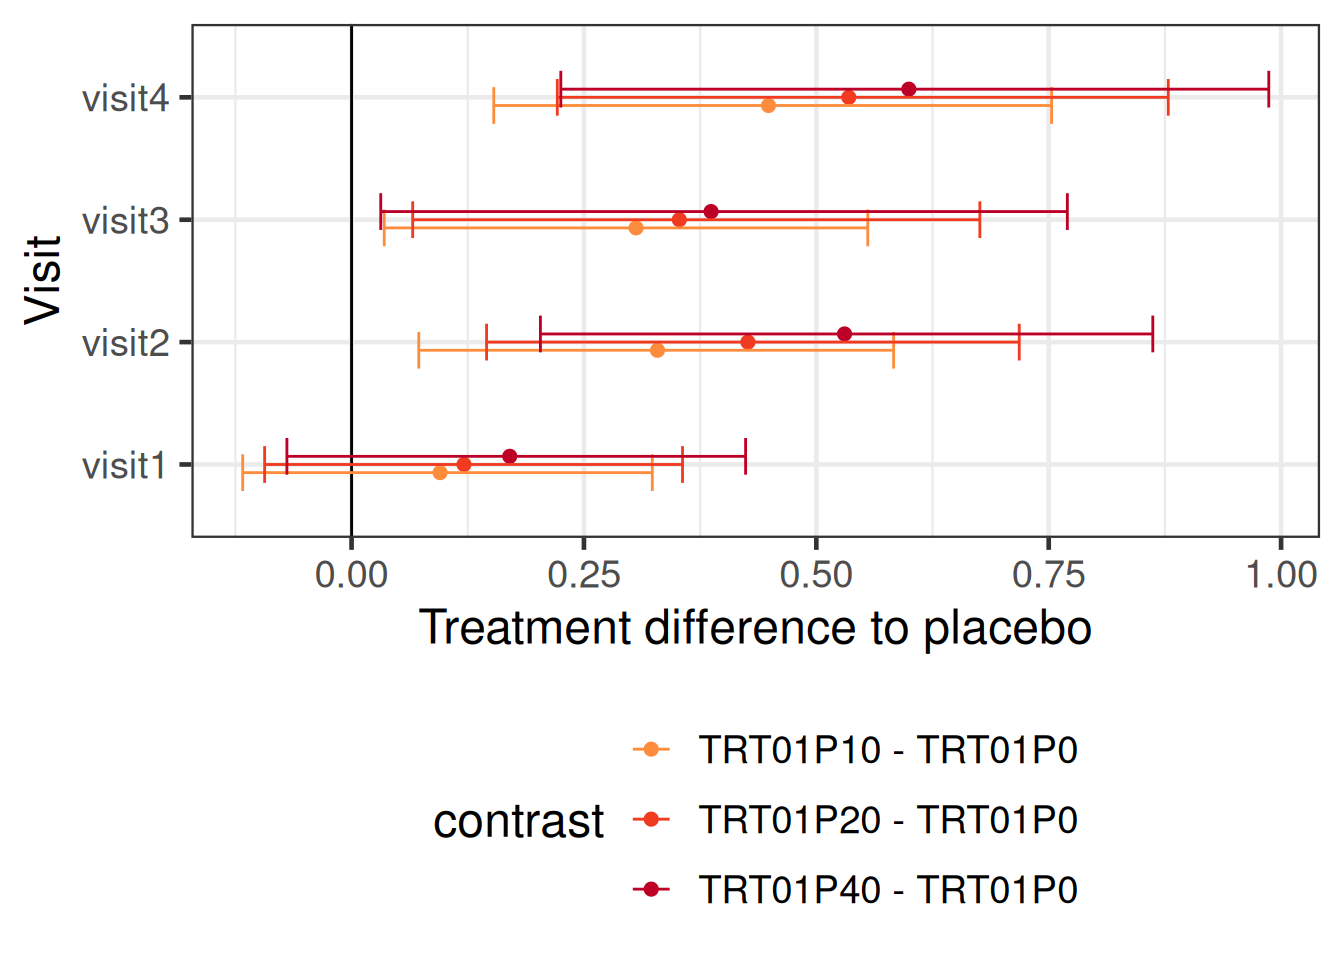 visit4
visit3
visit2
visit1
Visit
0.00 0.25 0.50 0.75 1.00
Treatment difference to placebo
contrast
TRT01P10 - TRT01P0
TRT01P20 - TRT01P0
TRT01P40 - TRT01P0